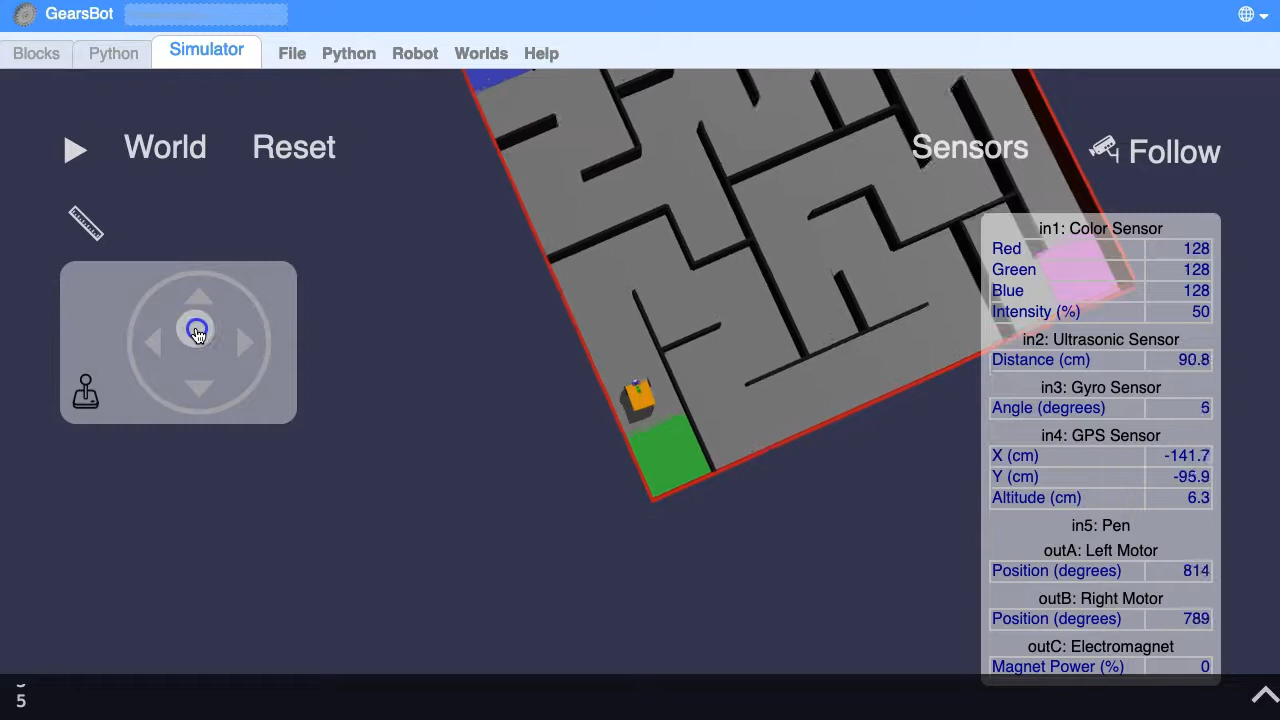 GearsBot
Blocks Python Simulator File Python Robot Worlds Help
World Reset Sensors Follow
in1: Color Sensor
Red 128
Green 128
Blue 128
Intensity (%) 50
in2: Ultrasonic Sensor
Distance (cm) 90.8
in3: Gyro Sensor
Angle (degrees) 6
in4: GPS Sensor
X (cm) -141.7
Y (cm) -95.9
Altitude (cm) 6.3
in5: Pen
outA: Left Motor
Position (degrees) 814
outB: Right Motor
Position (degrees) 789
outC: Electromagnet
Magnet Power (%) 0
5